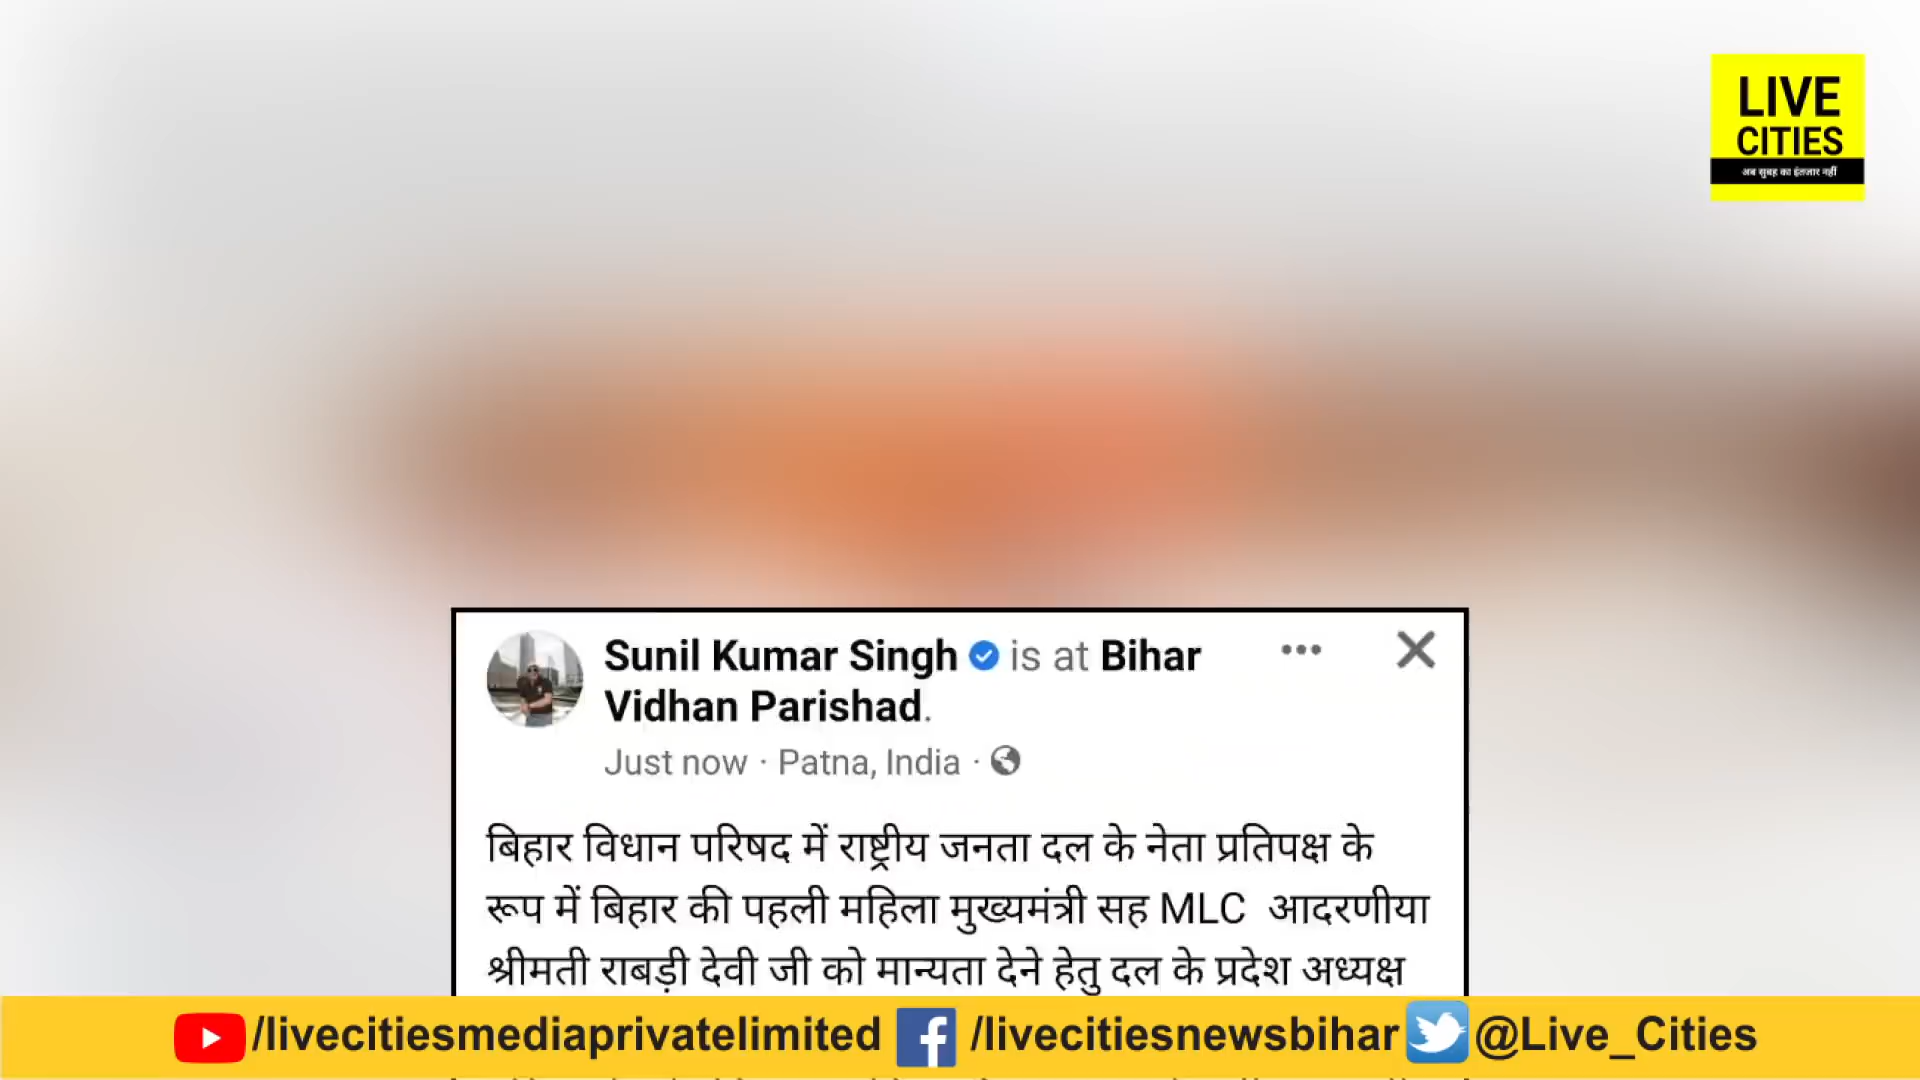 LIVE
CITIES
अब सुबह का इंतजार नहीं
Sunil Kumar Singh is at Bihar
Vidhan Parishad.
Just now · Patna, India ·
बिहार विधान परिषद में राष्ट्रीय जनता दल के नेता प्रतिपक्ष के
रूप में बिहार की पहली महिला मुख्यमंत्री सह MLC आदरणीया
श्रीमती राबड़ी देवी जी को मान्यता देने हेतु दल के प्रदेश अध्यक्ष
/livecitiesmediaprivatelimited /livecitiesnewsbihar @Live_Cities